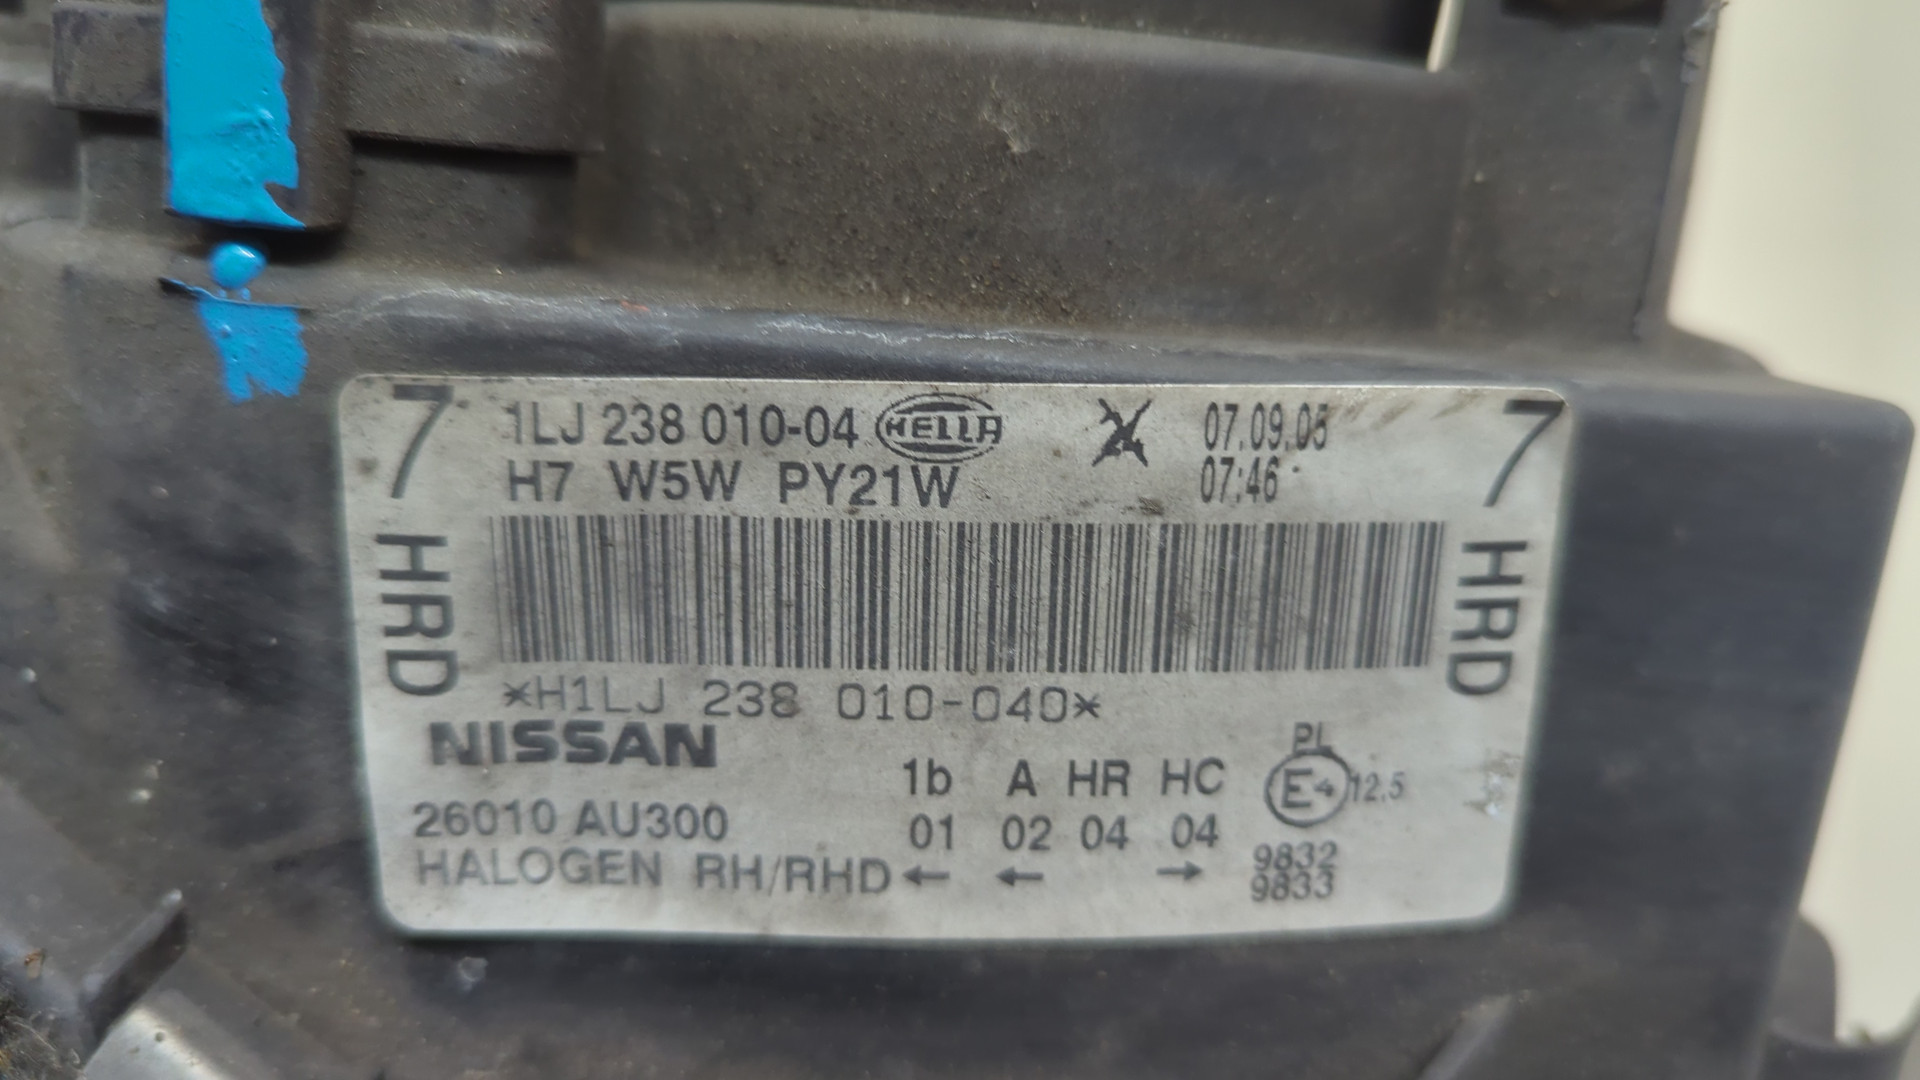 7 HRD
1LJ 238 010-04 HELLA 07.09.05
H7 W5W PY21W 07:46
7 HRD
*H1LJ 238 010-040*
NISSAN
26010 AU300
HALOGEN RH/RHD
1b A HR HC
01 02 04 04
← ← →
PL
E4 12.5
9832
9833